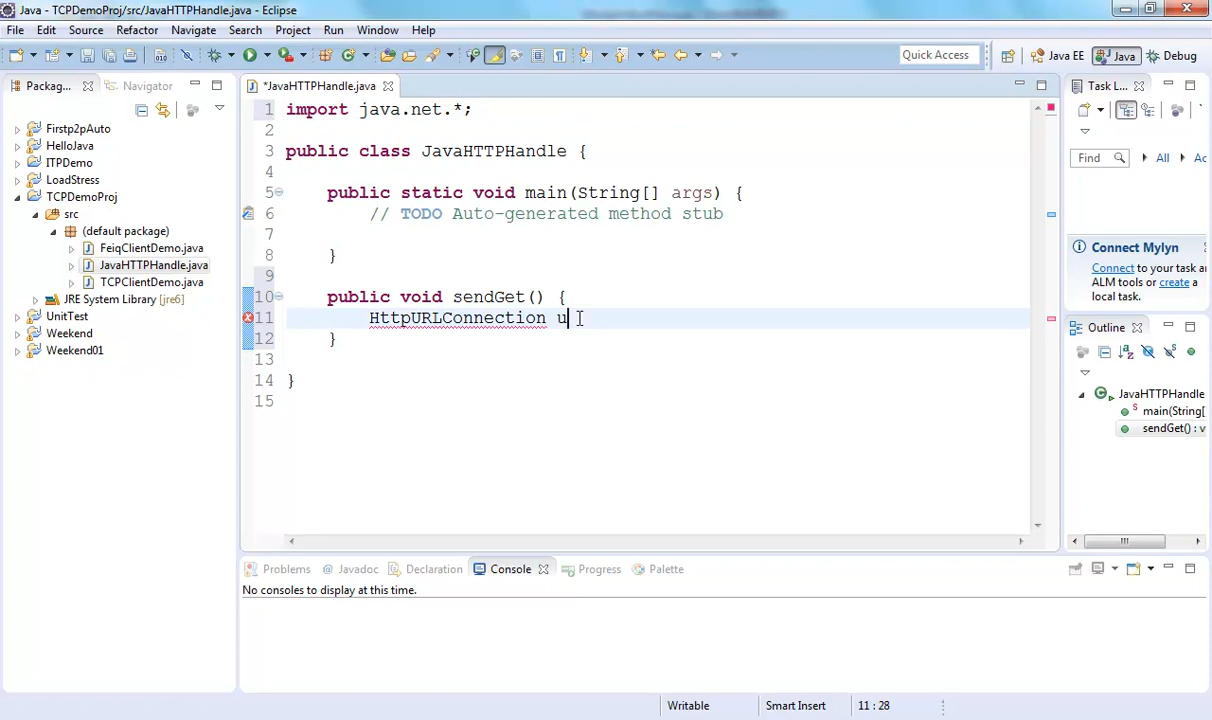 Java - TCPDemoProj/src/JavaHTTPHandle.java - Eclipse
File Edit Source Refactor Navigate Search Project Run Window Help
Quick Access
Java EE
Java
Debug
Packag...
Navigator
*JavaHTTPHandle.java
Task L...
Firstp2pAuto
HelloJava
ITPDemo
LoadStress
TCPDemoProj
src
(default package)
FeiqClientDemo.java
JavaHTTPHandle.java
TCPClientDemo.java
JRE System Library [jre6]
UnitTest
Weekend
Weekend01
1 import java.net.*;
2
3 public class JavaHTTPHandle {
4
5 public static void main(String[] args) {
6 // TODO Auto-generated method stub
7
8 }
9
10 public void sendGet() {
11 HttpURLConnection u
12 }
13
14 }
15
Find
All
Connect Mylyn
Connect to your task a
ALM tools or create a
local task.
Outline
JavaHTTPHandle
main(String[
sendGet() : v
Problems
Javadoc
Declaration
Console
Progress
Palette
No consoles to display at this time.
Writable
Smart Insert
11 : 28